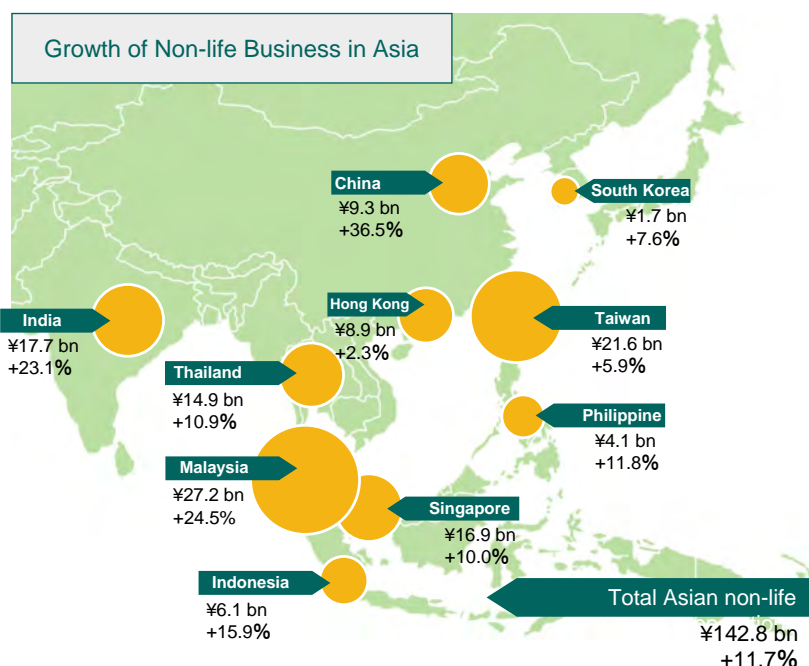 Growth of Non-life Business in Asia
China
¥9.3 bn
+36.5%
South Korea
¥1.7 bn
+7.6%
India
¥17.7 bn
+23.1%
Hong Kong
¥8.9 bn
+2.3%
Taiwan
¥21.6 bn
+5.9%
Thailand
¥14.9 bn
+10.9%
Philippine
¥4.1 bn
+11.8%
Malaysia
¥27.2 bn
+24.5%
Singapore
¥16.9 bn
+10.0%
Indonesia
¥6.1 bn
+15.9%
Total Asian non-life
¥142.8 bn
+11.7%